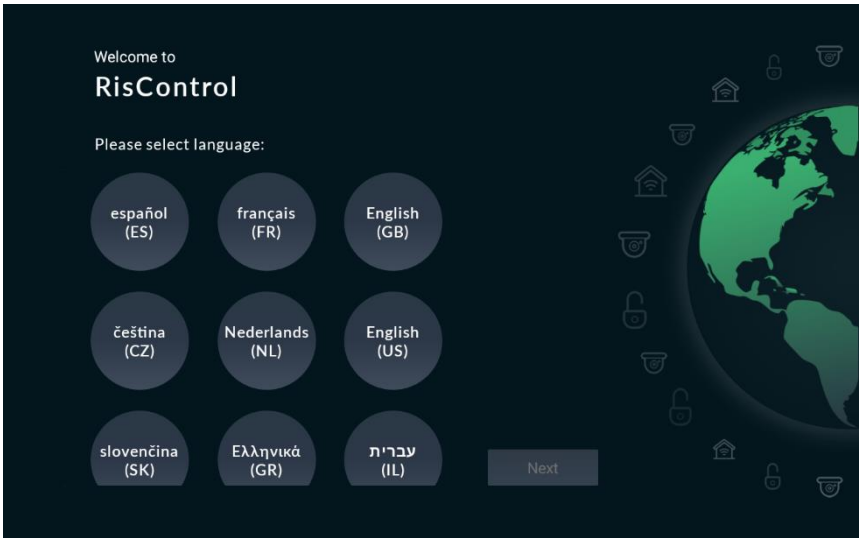 Welcome to
RisControl
Please select language:
español
(ES)
français
(FR)
English
(GB)
čeština
(CZ)
Nederlands
(NL)
English
(US)
slovenčina
(SK)
Ελληνικά
(GR)
עברית
(IL)
Next